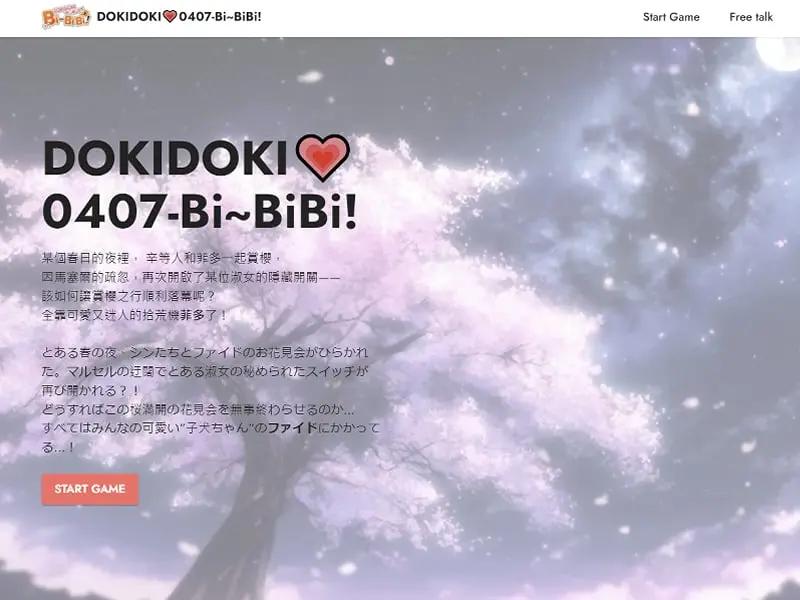 Bi-BiBi!
DOKIDOKI❤0407-Bi~BiBi!
Start Game
Free talk
DOKIDOKI❤
0407-Bi~BiBi!
某個春日的夜裡， 辛等人和菲多一起賞櫻，
因馬塞爾的疏忽，再次開啟了某位淑女的隱藏開關——
該如何讓賞櫻之行順利落幕呢？
全靠可愛又迷人的拾荒機菲多了！
とある春の夜、シンたちとファイドのお花見会がひらかれ
た。マルセルの迂闊でとある淑女の秘められたスイッチが
再び開かれる？！
どうすればこの桜満開の花見会を無事終わらせるのか...
すべてはみんなの可愛い"子犬ちゃん"のファイドにかかって
る...！
START GAME